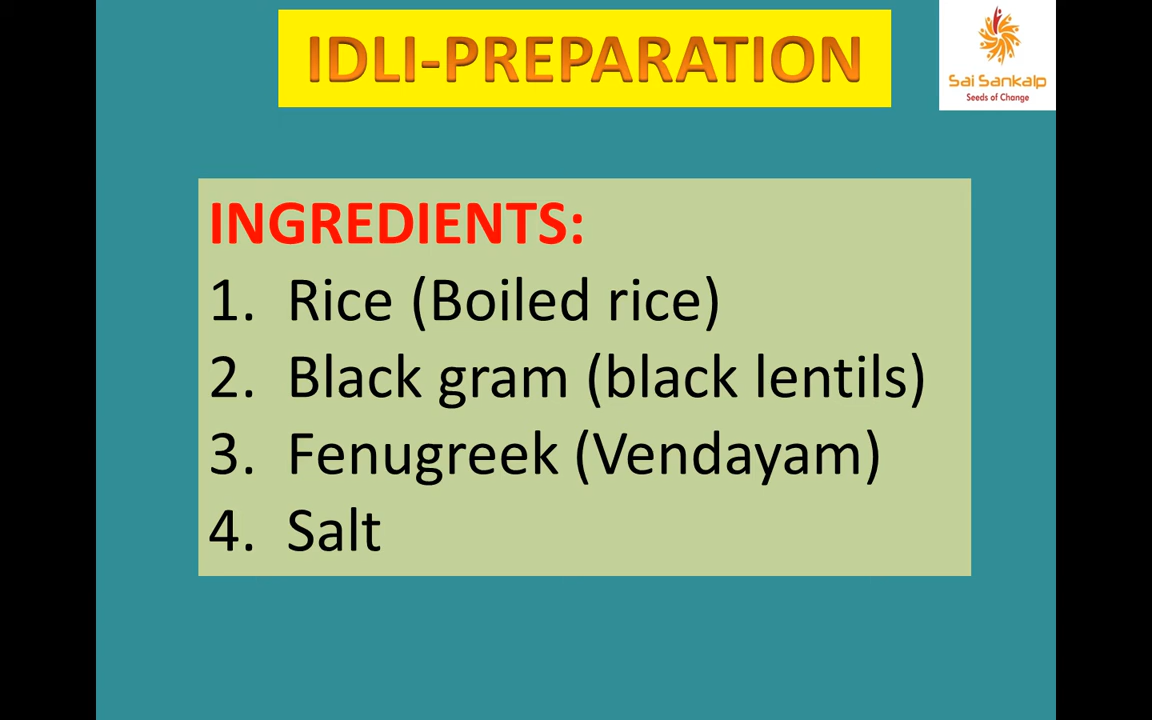 IDLI-PREPARATION
Sai Sankalp
Seeds of Change
INGREDIENTS:
1. Rice (Boiled rice)
2. Black gram (black lentils)
3. Fenugreek (Vendayam)
4. Salt